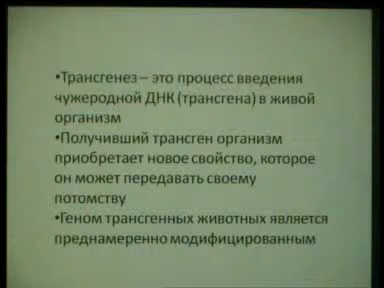 •Трансгенез – это процесс введения
чужеродной ДНК (трансгена) в живой
организм
•Получивший трансген организм
приобретает новое свойство, которое
он может передавать своему
потомству
•Геном трансгенных животных является
преднамеренно модифицированным